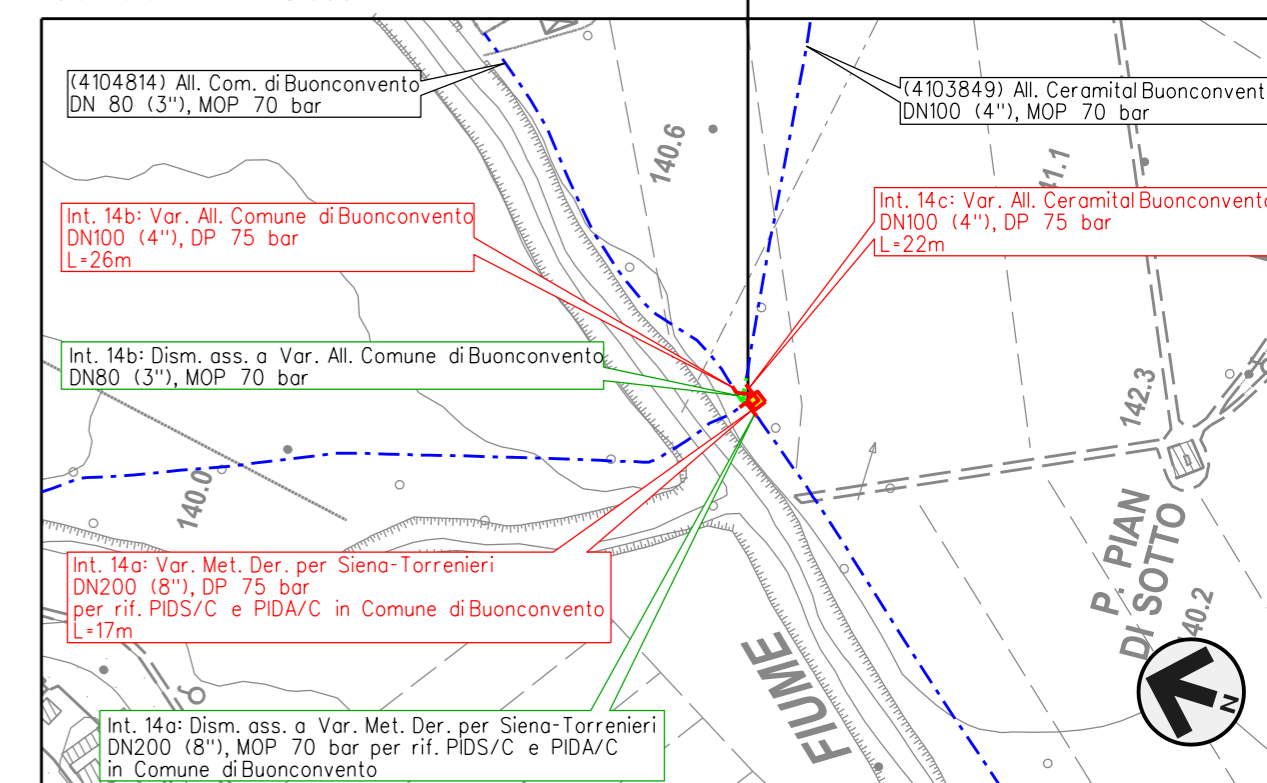 (4104814) All. Com. di Buonconvento
DN 80 (3"), MOP 70 bar
(4103849) All. Ceramital Buonconvent
DN100 (4"), MOP 70 bar
140.6
41.1
Int. 14b: Var. All. Comune di Buonconvento
DN100 (4"), DP 75 bar
L=26m
Int. 14c: Var. All. Ceramital Buonconvento
DN100 (4"), DP 75 bar
L=22m
Int. 14b: Dism. ass. a Var. All. Comune di Buonconvento
DN80 (3"), MOP 70 bar
142.3
140.0
Int. 14a: Var. Met. Der. per Siena-Torrenieri
DN200 (8"), DP 75 bar
per rif. PIDS/C e PIDA/C in Comune di Buonconvento
L=17m
P. PIAN
DI SOTTO
40.2
FIUME
N
Int. 14a: Dism. ass. a Var. Met. Der. per Siena-Torrenieri
DN200 (8"), MOP 70 bar per rif. PIDS/C e PIDA/C
in Comune di Buonconvento